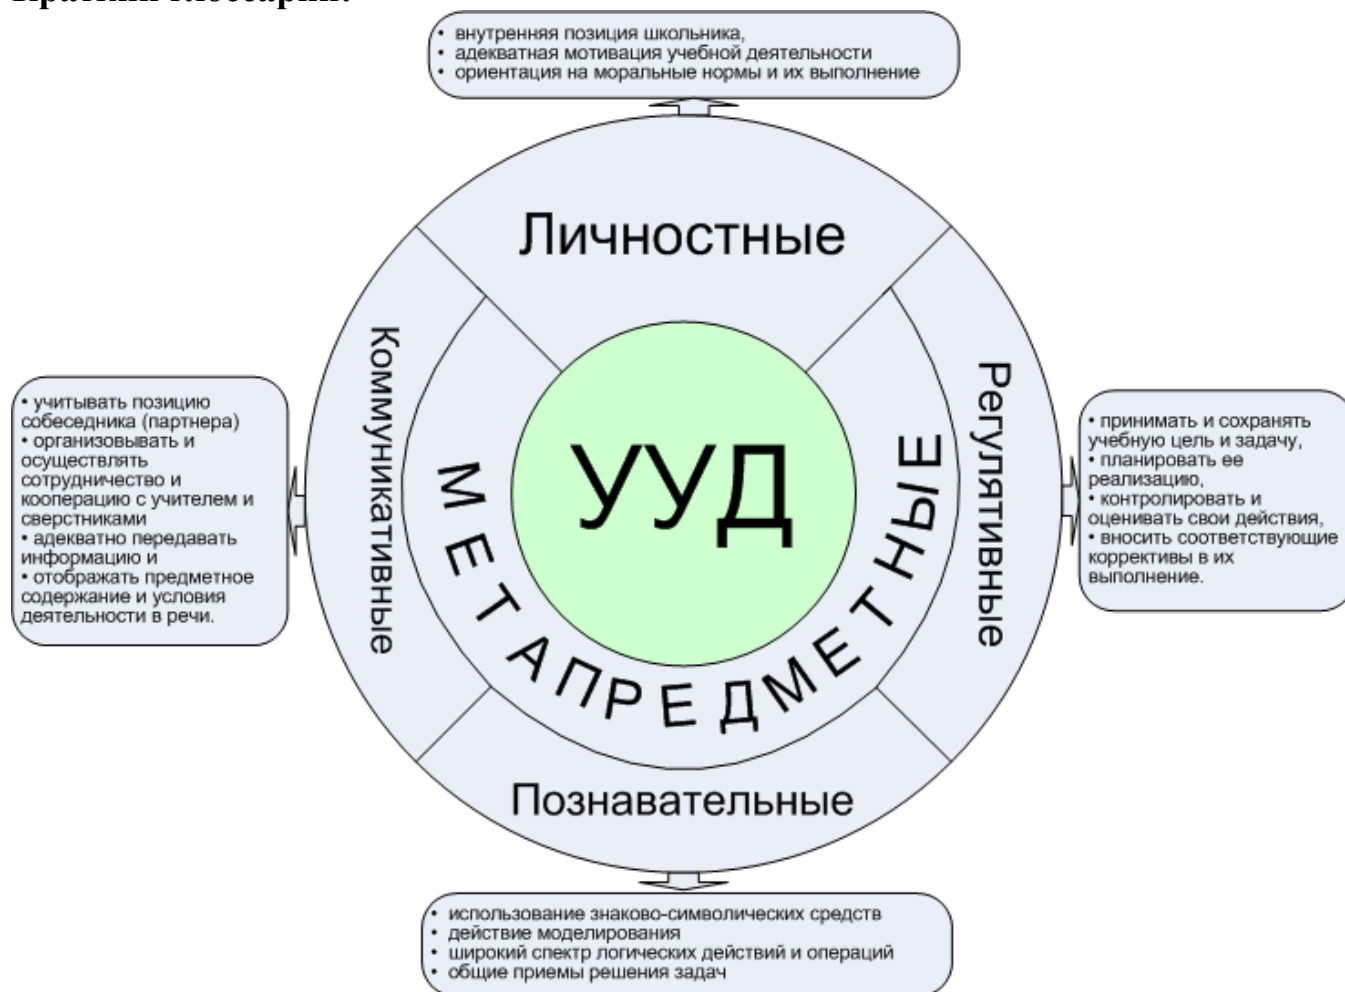 • внутренняя позиция школьника,
• адекватная мотивация учебной деятельности
• ориентация на моральные нормы и их выполнение
Личностные
Коммуникативные
• учитывать позицию
собеседника (партнера)
• организовывать и
осуществлять
сотрудничество и
кооперацию с учителем и
сверстниками
• адекватно передавать
информацию и
• отображать предметное
содержание и условия
деятельности в речи.
УУД
МЕТАПРЕДМЕТНЫЕ
Регулятивные
• принимать и сохранять
учебную цель и задачу,
• планировать ее
реализацию,
• контролировать и
оценивать свои действия,
• вносить соответствующие
коррективы в их
выполнение.
Познавательные
• использование знаково-символических средств
• действие моделирования
• широкий спектр логических действий и операций
• общие приемы решения задач